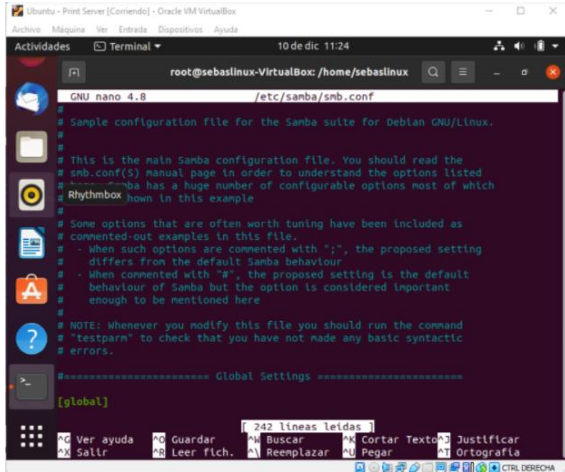 Ubuntu - Print Server [Corriendo] - Oracle VM VirtualBox
Archivo Máquina Ver Entrada Dispositivos Ayuda
Actividades Terminal 10 de dic 11:24
root@sebaslinux-VirtualBox: /home/sebaslinux
GNU nano 4.8 /etc/samba/smb.conf
#
# Sample configuration file for the Samba suite for Debian GNU/Linux.
#
#
# This is the main Samba configuration file. You should read the
# smb.conf(5) manual page in order to understand the options listed
# Samba has a huge number of configurable options most of which
Rhythmbox
shown in this example
#
# Some options that are often worth tuning have been included as
# commented-out examples in this file.
# - When such options are commented with ";", the proposed setting
# differs from the default Samba behaviour
# - When commented with "#", the proposed setting is the default
# behaviour of Samba but the option is considered important
# enough to be mentioned here
#
# NOTE: Whenever you modify this file you should run the command
# "testparm" to check that you have not made any basic syntactic
# errors.
#======================= Global Settings =======================
[global]
[ 242 líneas leídas ]
^G Ver ayuda ^O Guardar ^W Buscar ^K Cortar Texto ^J Justificar
^X Salir ^R Leer fich. ^\ Reemplazar ^U Pegar ^T Ortografía
CTRL DERECHA